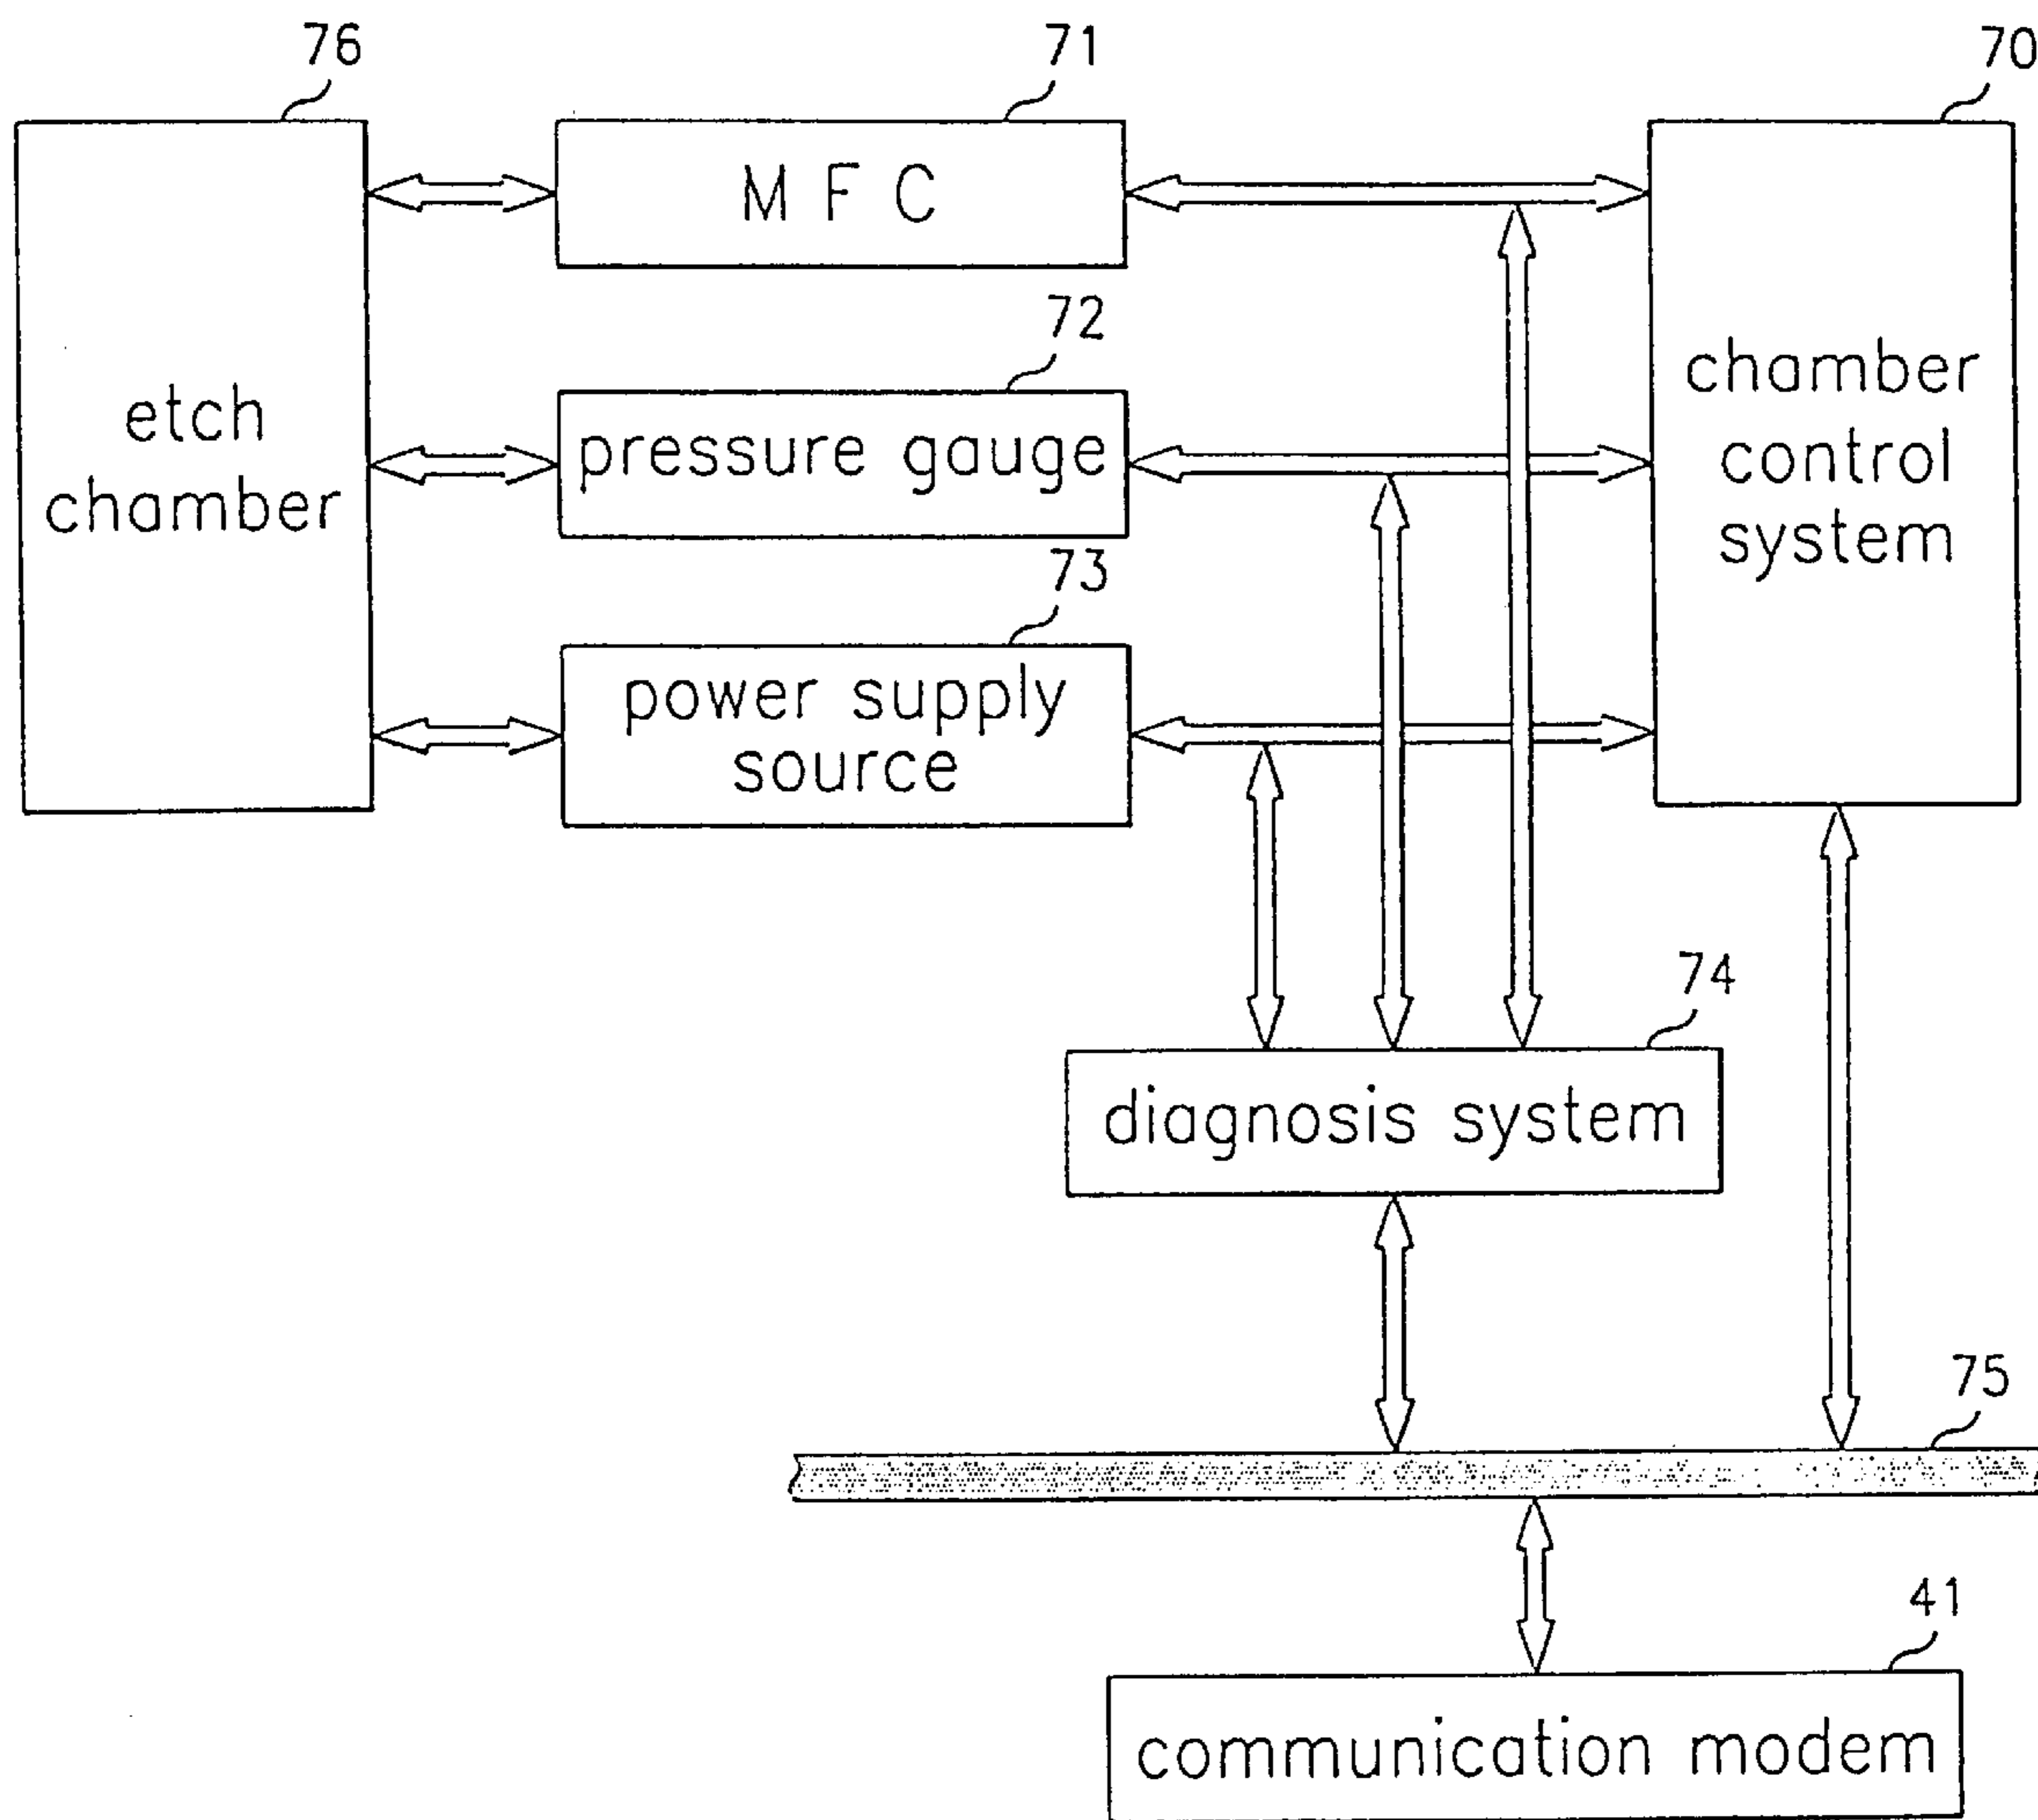 76
71
70
M F C
etch
chamber
72
pressure gauge
chamber
control
system
73
power supply
source
74
diagnosis system
75
41
communication modem